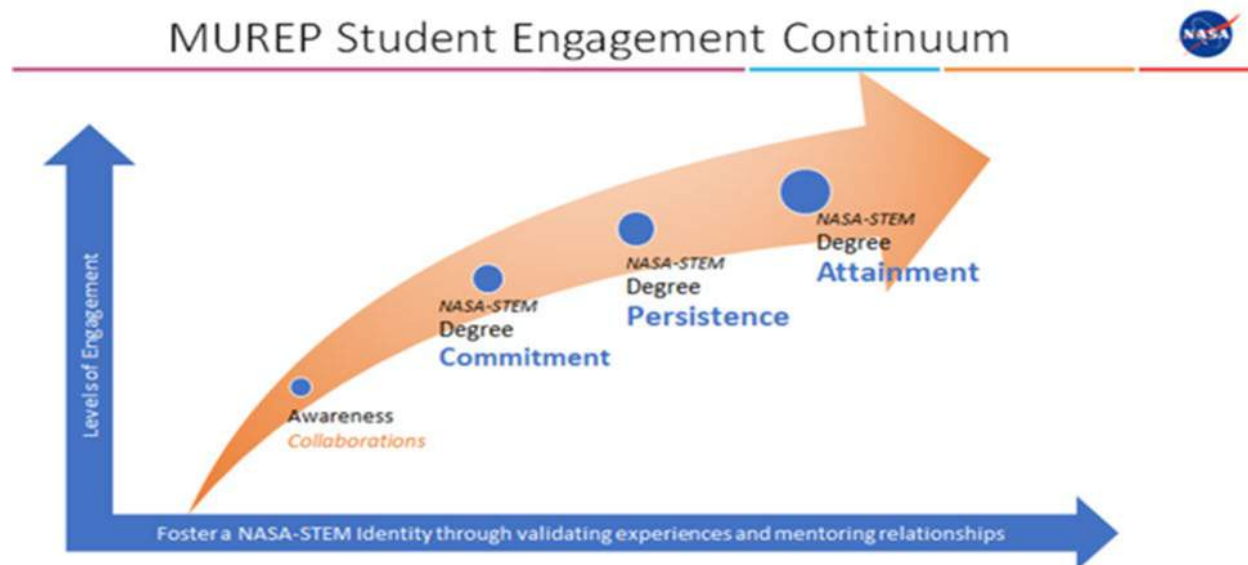 MUREP Student Engagement Continuum
NASA
Levels of Engagement
NASA-STEM
Degree
Attainment
NASA-STEM
Degree
Persistence
NASA-STEM
Degree
Commitment
Awareness
Collaborations
Foster a NASA-STEM Identity through validating experiences and mentoring relationships